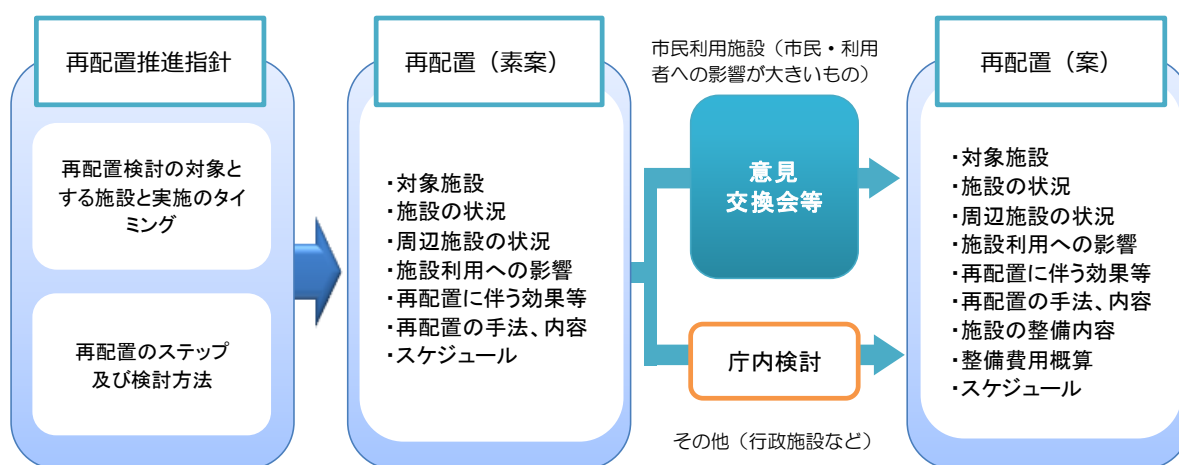 再配置推進指針
再配置検討の対象と
する施設と実施のタイ
ミング
再配置のステップ
及び検討方法
再配置（素案）
・対象施設
・施設の状況
・周辺施設の状況
・施設利用への影響
・再配置に伴う効果等
・再配置の手法、内容
・スケジュール
市民利用施設（市民・利用
者への影響が大きいもの）
意見
交換会等
庁内検討
その他（行政施設など）
再配置（案）
・対象施設
・施設の状況
・周辺施設の状況
・施設利用への影響
・再配置に伴う効果等
・再配置の手法、内容
・施設の整備内容
・整備費用概算
・スケジュール